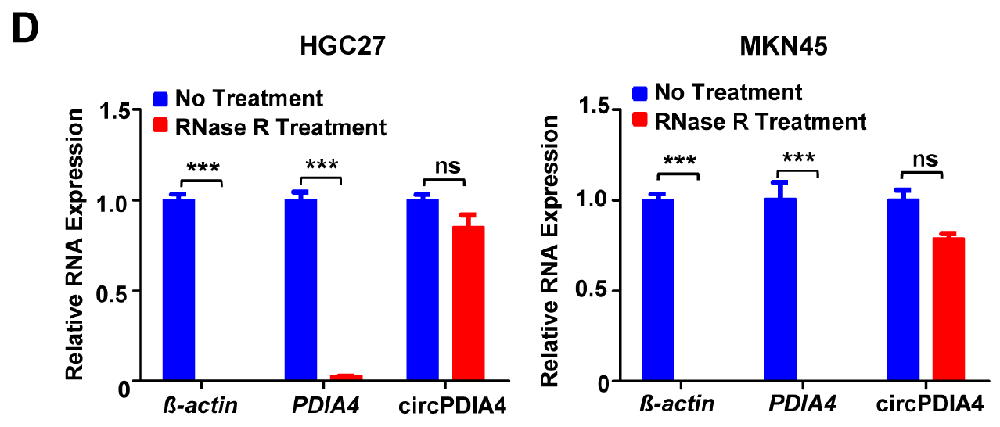 D
HGC27
No Treatment
RNase R Treatment
Relative RNA Expression
1.5
1.0
0.5
0
***
***
ns
ß-actin
PDIA4
circPDIA4
MKN45
No Treatment
RNase R Treatment
Relative RNA Expression
1.5
1.0
0.5
0
***
***
ns
ß-actin
PDIA4
circPDIA4